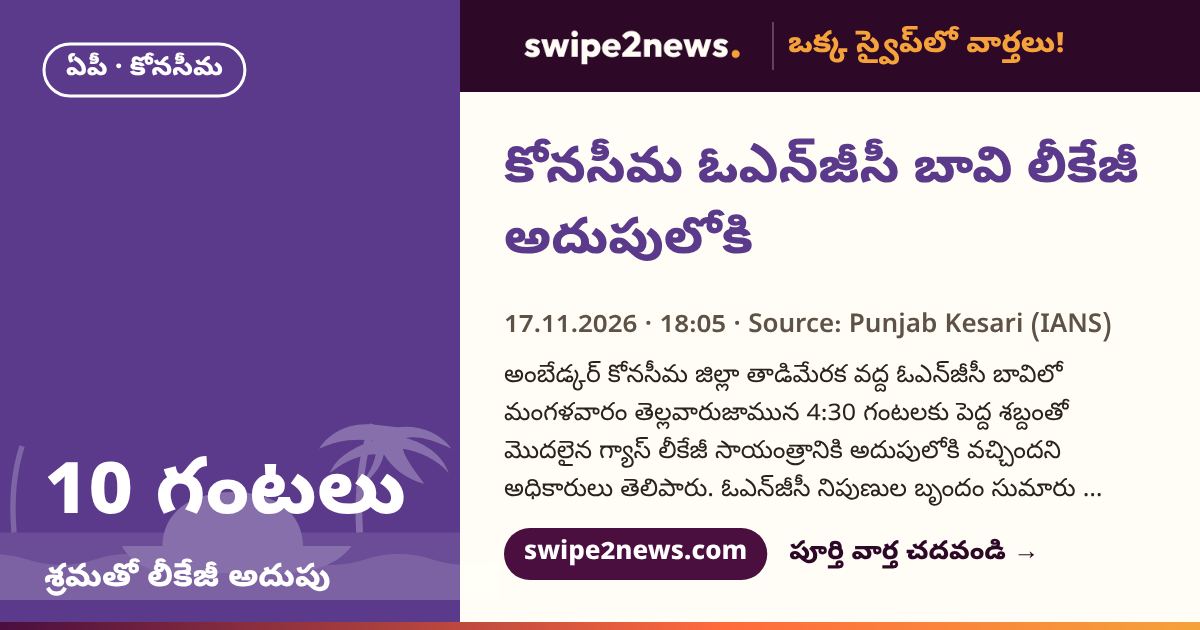 ఏపీ · కోనసీమ
10 గంటలు
శ్రమతో లీకేజీ అదుపు
swipe2news.
ఒక్క స్వైప్‌లో వార్తలు!
కోనసీమ ఓఎన్‌జీసీ బావి లీకేజీ
అదుపులోకి
17.11.2026 · 18:05 · Source: Punjab Kesari (IANS)
అంబేడ్కర్ కోనసీమ జిల్లా తాడిమేరక వద్ద ఓఎన్‌జీసీ బావిలో
మంగళవారం తెల్లవారుజామున 4:30 గంటలకు పెద్ద శబ్దంతో
మొదలైన గ్యాస్ లీకేజీ సాయంత్రానికి అదుపులోకి వచ్చిందని
అధికారులు తెలిపారు. ఓఎన్‌జీసీ నిపుణుల బృందం సుమారు ...
swipe2news.com
పూర్తి వార్త చదవండి →